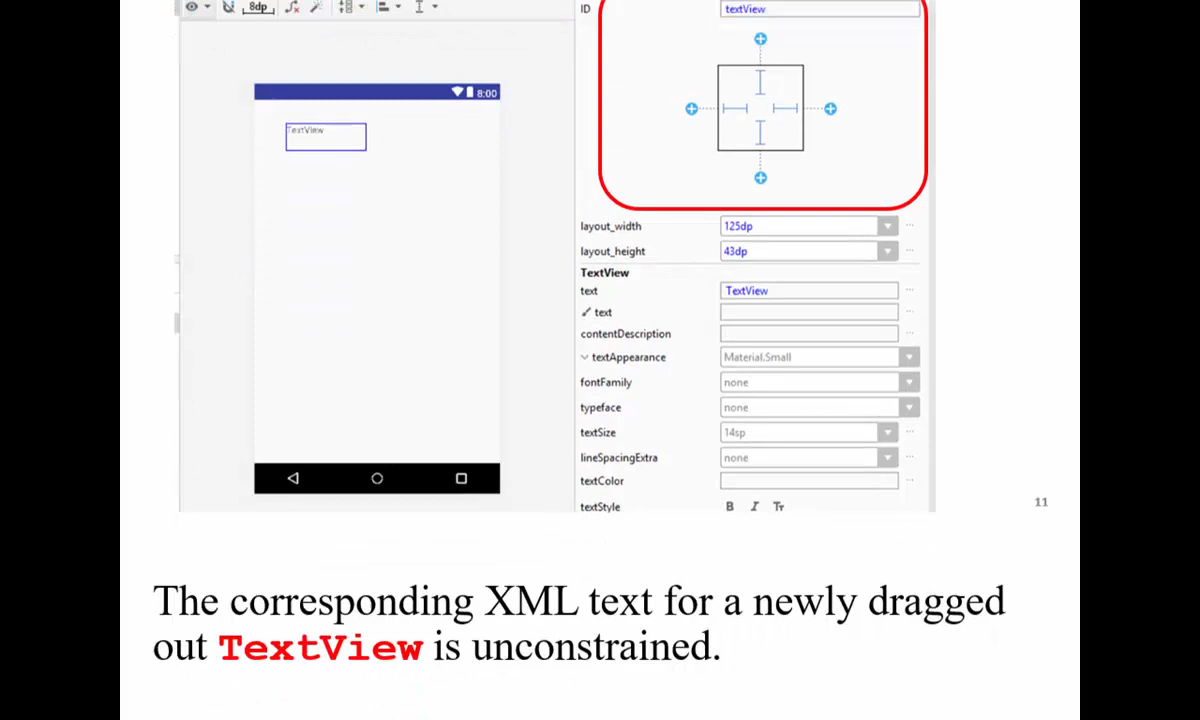 8dp
ID
textView
8:00
TextView
layout_width
125dp
layout_height
43dp
TextView
text
TextView
text
contentDescription
textAppearance
Material.Small
fontFamily
none
typeface
none
textSize
14sp
lineSpacingExtra
none
textColor
textStyle
B I Tr
11
The corresponding XML text for a newly dragged
out TextView is unconstrained.